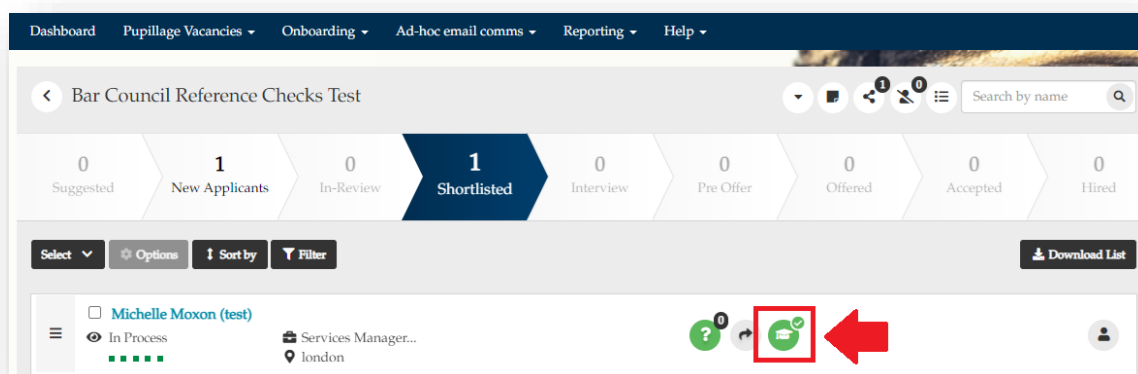 Dashboard Pupillage Vacancies Onboarding Ad-hoc email comms Reporting Help
Bar Council Reference Checks Test 1 0 Search by name
0 1 0 1 0 0 0 0 0
Suggested New Applicants In-Review Shortlisted Interview Pre Offer Offered Accepted Hired
Select Options Sort by Filter Download List
Michelle Moxon (test)
In Process Services Manager... ? 0
london